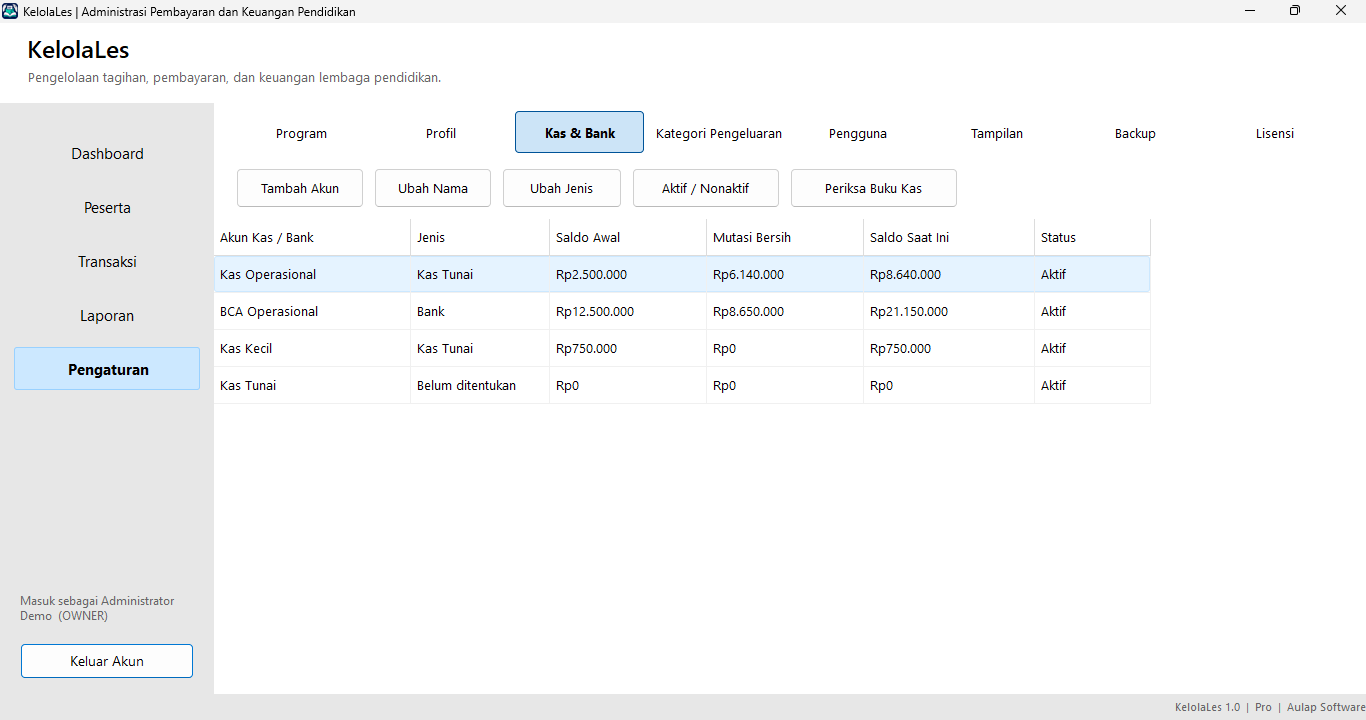 KelolaLes | Administrasi Pembayaran dan Keuangan Pendidikan
KelolaLes
Pengelolaan tagihan, pembayaran, dan keuangan lembaga pendidikan.
Dashboard
Peserta
Transaksi
Laporan
Pengaturan
Masuk sebagai Administrator
Demo (OWNER)
Keluar Akun
Program Profil Kas & Bank Kategori Pengeluaran Pengguna Tampilan Backup Lisensi
Tambah Akun Ubah Nama Ubah Jenis Aktif / Nonaktif Periksa Buku Kas
Akun Kas / Bank Jenis Saldo Awal Mutasi Bersih Saldo Saat Ini Status
Kas Operasional Kas Tunai Rp2.500.000 Rp6.140.000 Rp8.640.000 Aktif
BCA Operasional Bank Rp12.500.000 Rp8.650.000 Rp21.150.000 Aktif
Kas Kecil Kas Tunai Rp750.000 Rp0 Rp750.000 Aktif
Kas Tunai Belum ditentukan Rp0 Rp0 Rp0 Aktif
KelolaLes 1.0 | Pro | Aulap Software